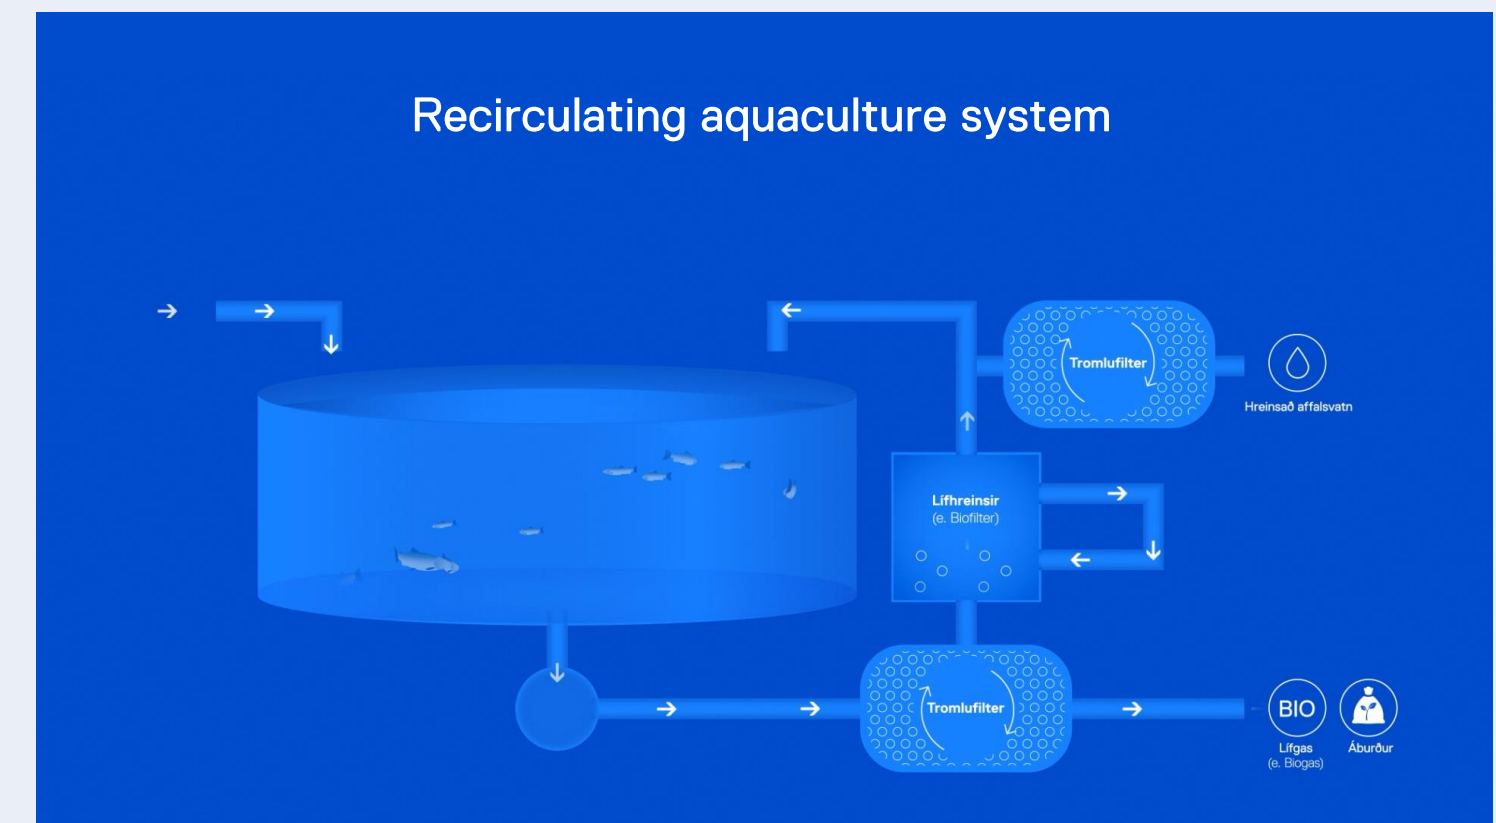 Recirculating aquaculture system
Tromlufilter
Hreinsað affalsvatn
Lífhreinsir
(e. Biofilter)
Tromlufilter
BIO
Lífgas
(e. Biogas)
Áburður